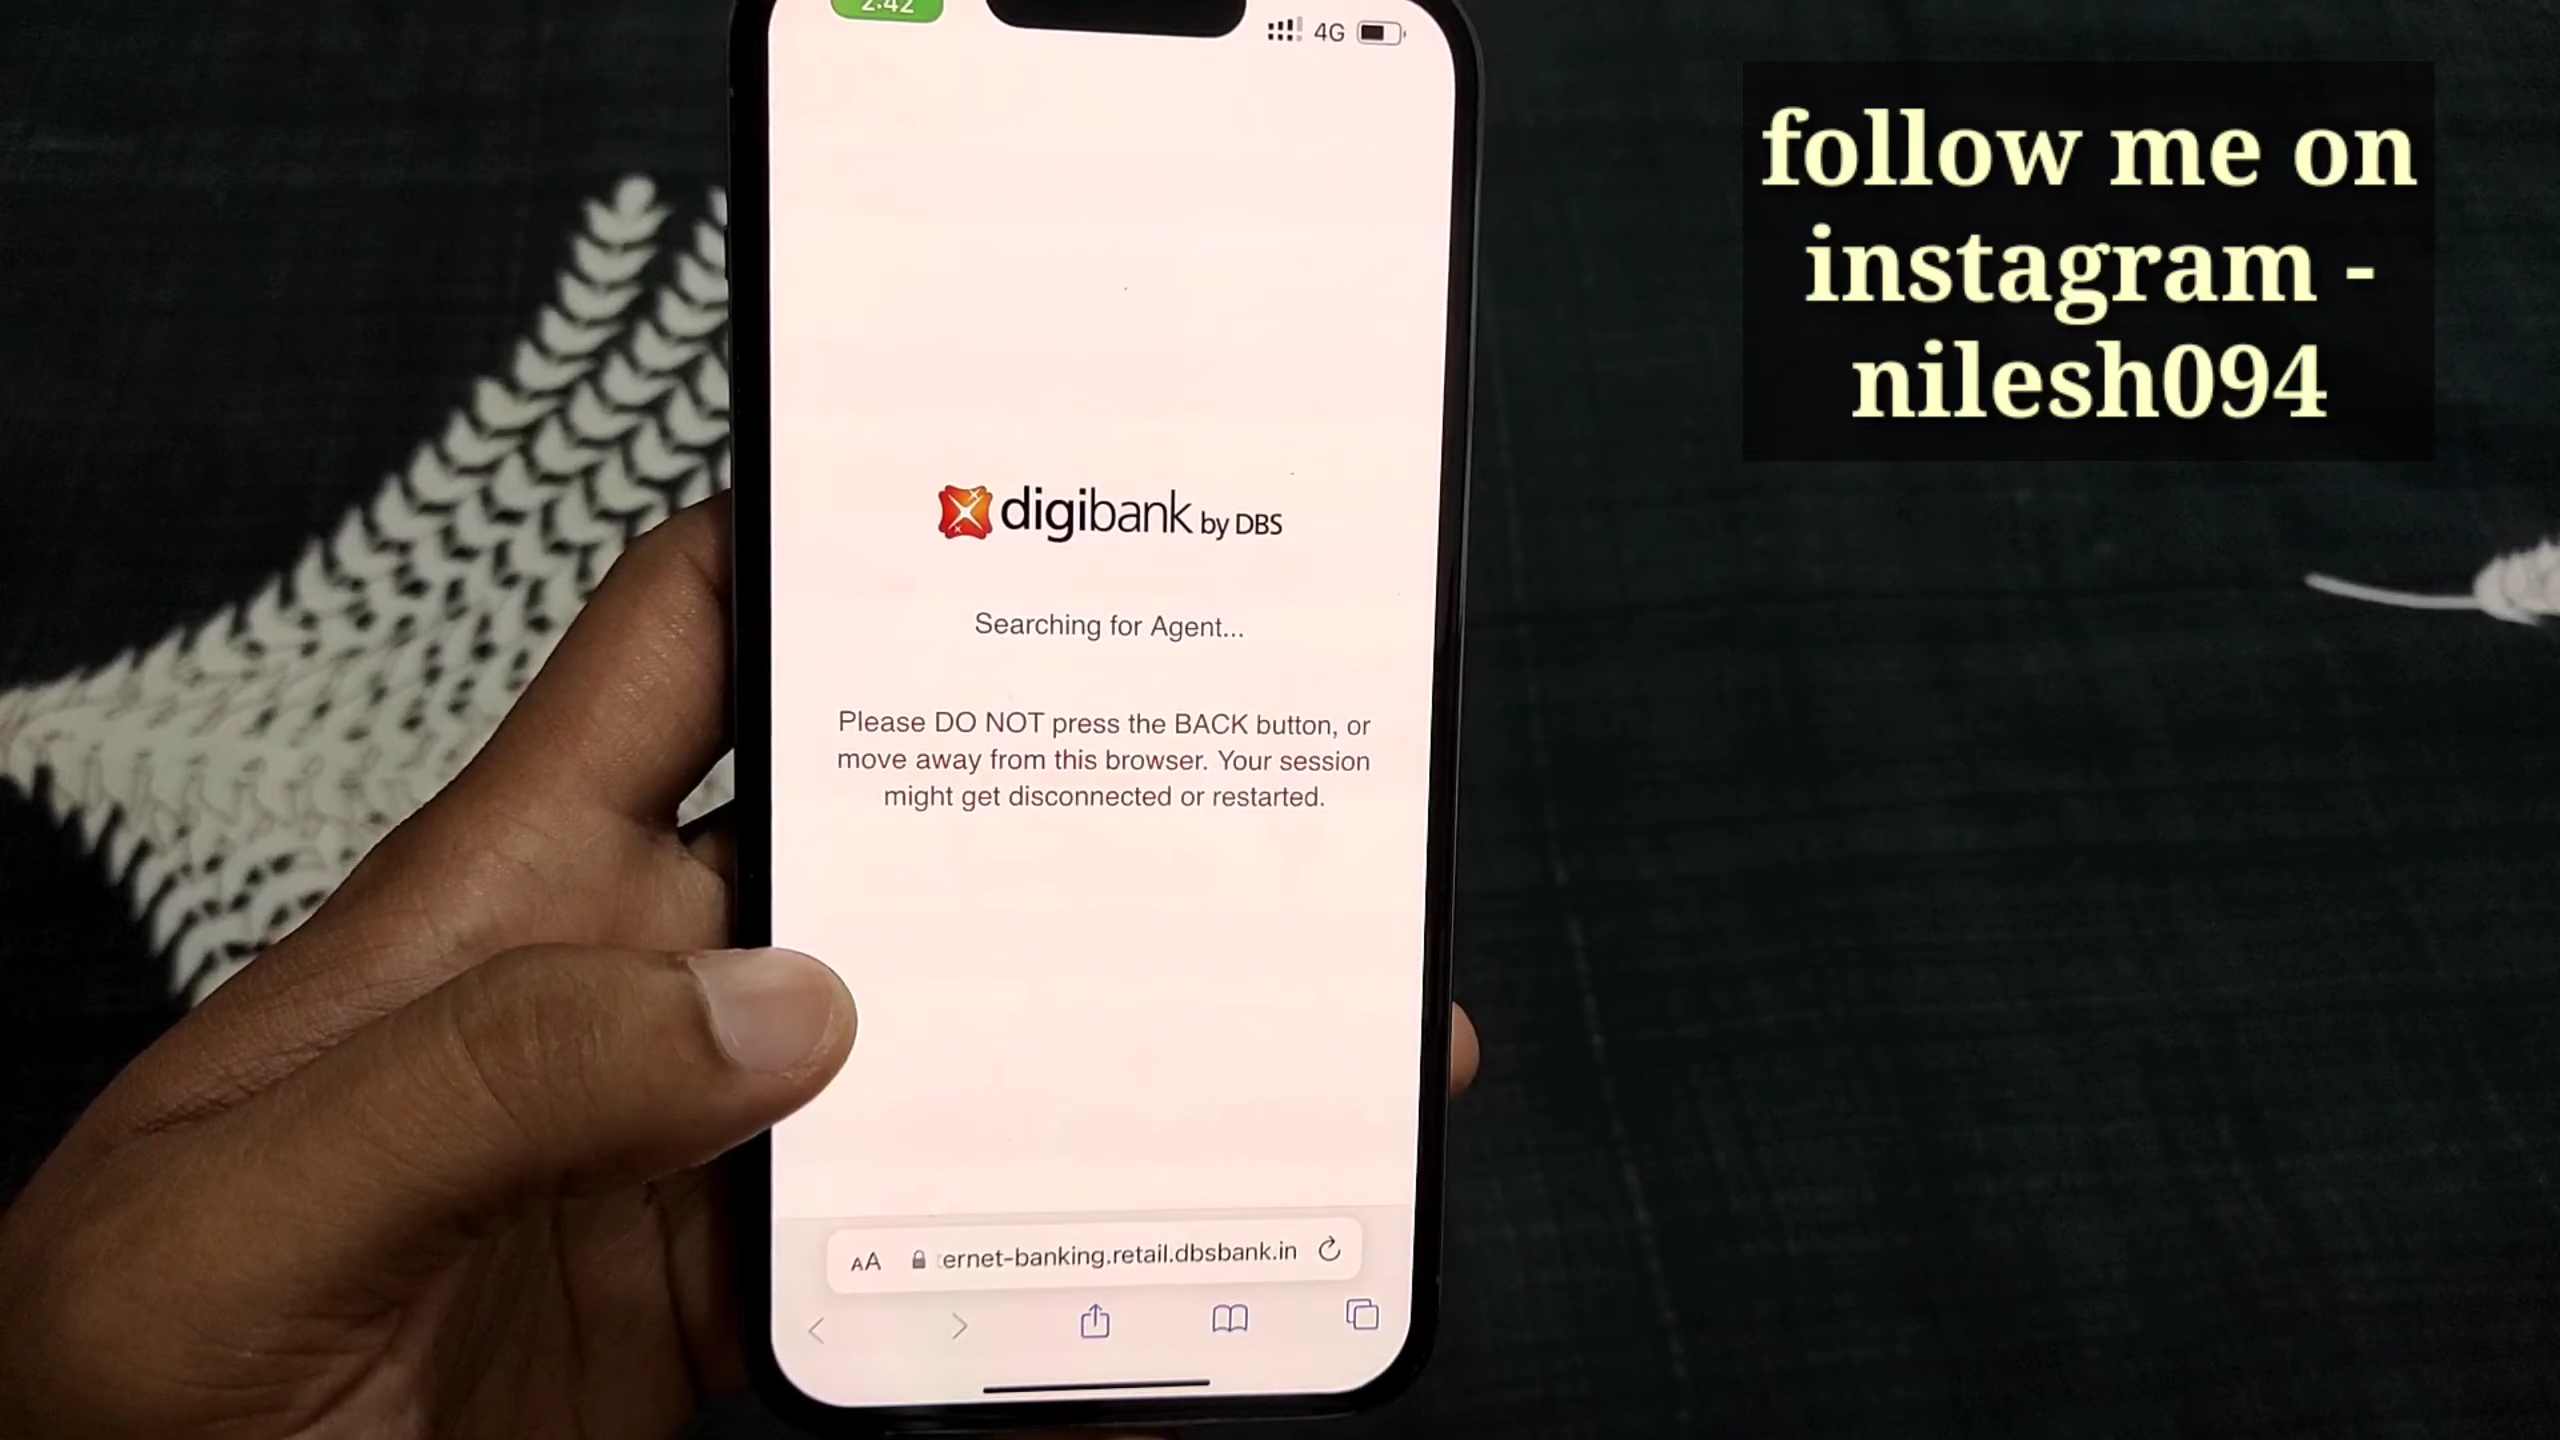 2:42
4G
follow me on
instagram -
nilesh094
digibank by DBS
Searching for Agent...
Please DO NOT press the BACK button, or
move away from this browser. Your session
might get disconnected or restarted.
AA ernet-banking.retail.dbsbank.in